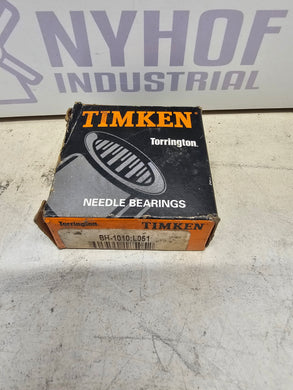 NYHOF
INDUSTRIAL
TIMKEN
Torrington
NEEDLE BEARINGS
Torrington TIMKEN
BH-1010;L051